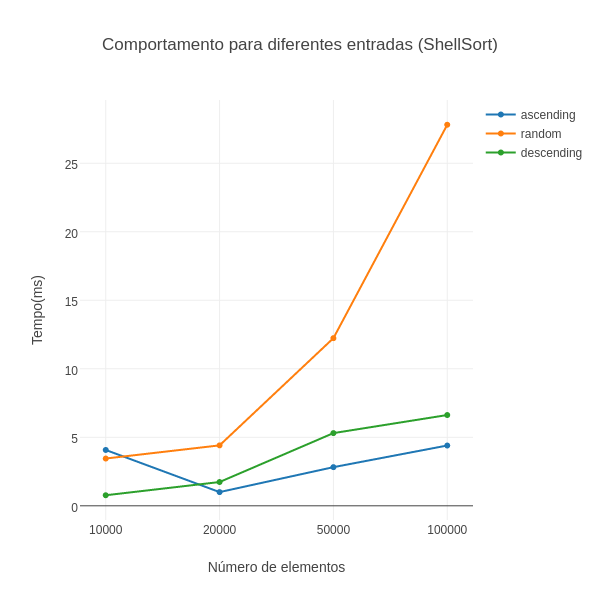 Comportamento para diferentes entradas (ShellSort)
ascending
random
descending
Tempo(ms)
25
20
15
10
5
0
10000 20000 50000 100000
Número de elementos